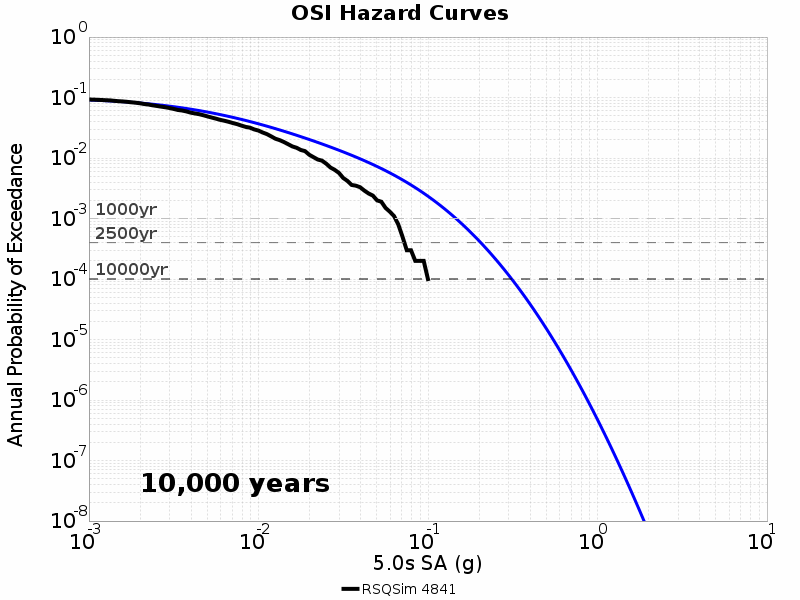 OSI Hazard Curves
Annual Probability of Exceedance
10^0
10^-1
10^-2
10^-3
10^-4
10^-5
10^-6
10^-7
10^-8
1000yr
2500yr
10000yr
10,000 years
10^-3 10^-2 10^-1 10^0 10^1
5.0s SA (g)
RSQSim 4841